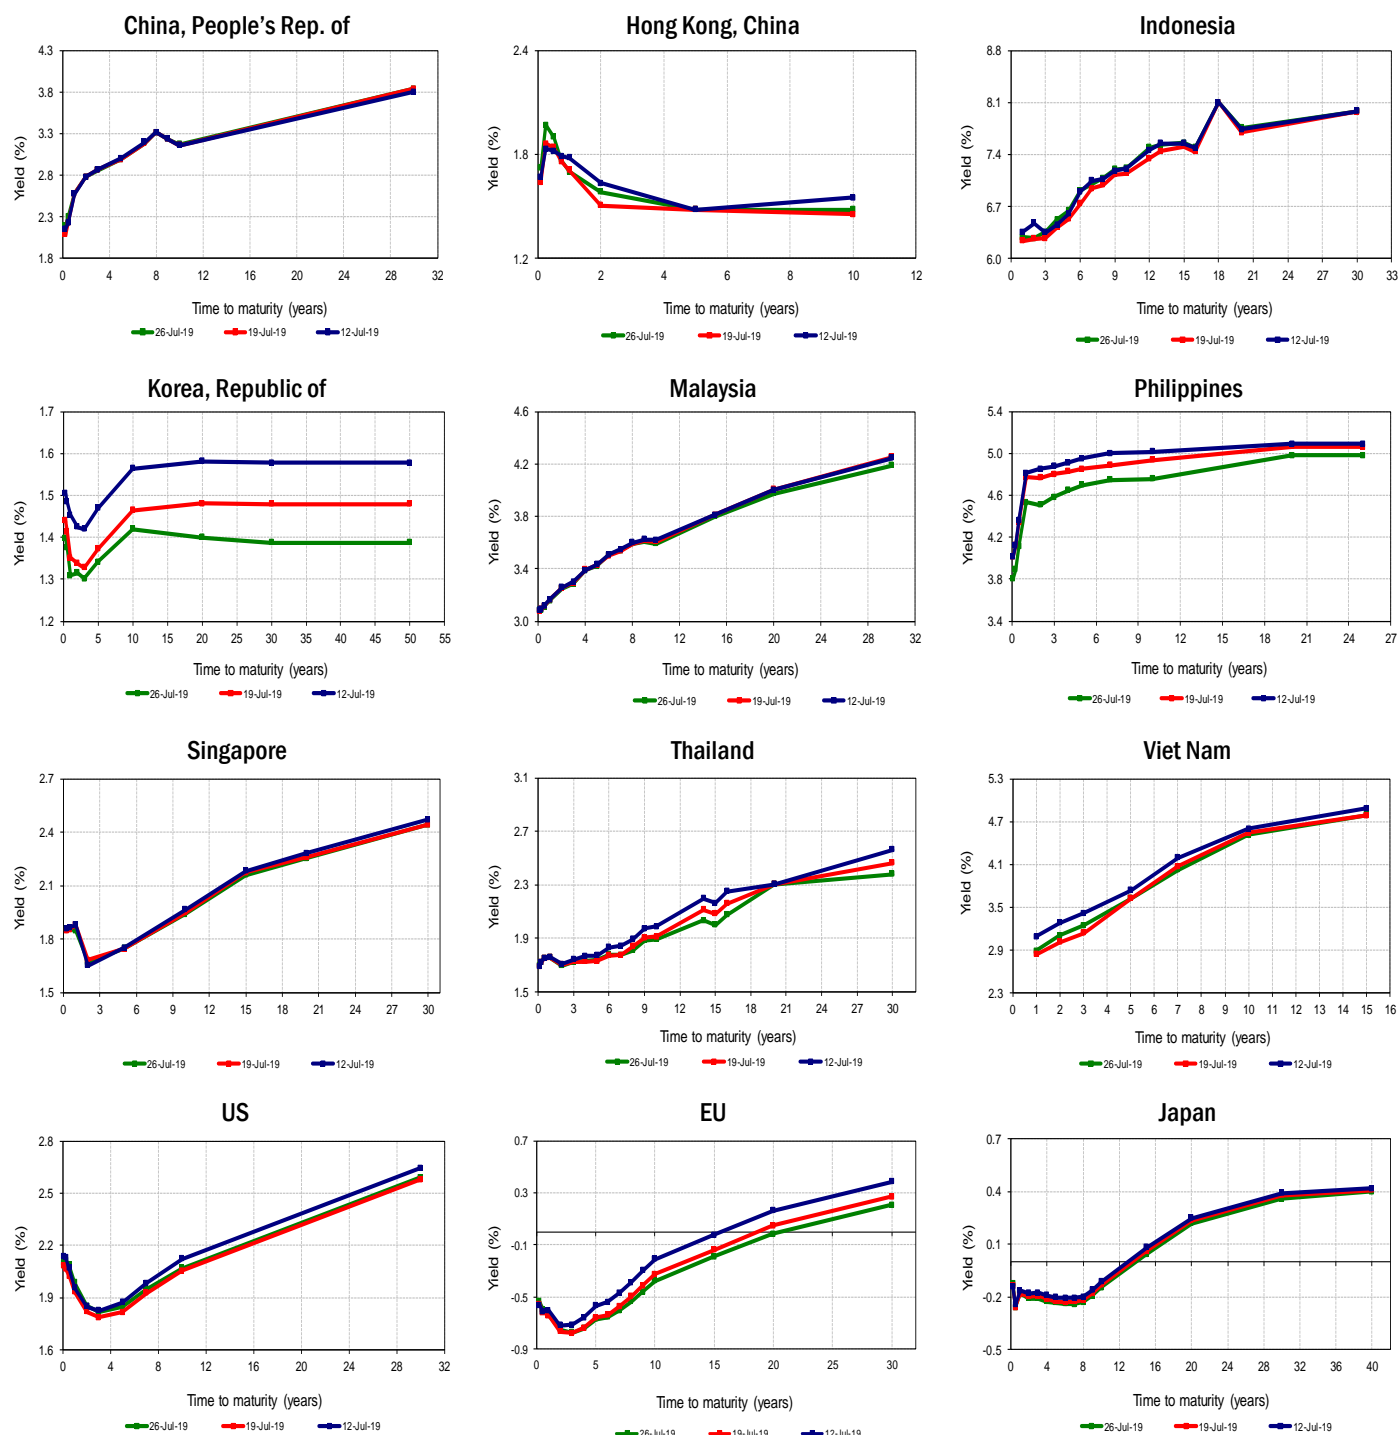 China, People's Rep. of
Hong Kong, China
Indonesia
Yield (%)
4.3
3.8
3.3
2.8
2.3
1.8
0 4 8 12 16 20 24 28 32
Time to maturity (years)
26-Jul-19 19-Jul-19 12-Jul-19
Yield (%)
2.4
1.8
1.2
0 2 4 6 8 10 12
Time to maturity (years)
26-Jul-19 19-Jul-19 12-Jul-19
Yield (%)
8.8
8.1
7.4
6.7
6.0
0 3 6 9 12 15 18 21 24 27 30 33
Time to maturity (years)
26-Jul-19 19-Jul-19 12-Jul-19
Korea, Republic of
Malaysia
Philippines
Yield (%)
1.7
1.6
1.5
1.4
1.3
1.2
0 5 10 15 20 25 30 35 40 45 50 55
Time to maturity (years)
26-Jul-19 19-Jul-19 12-Jul-19
Yield (%)
4.6
4.2
3.8
3.4
3.0
0 4 8 12 16 20 24 28 32
Time to maturity (years)
26-Jul-19 19-Jul-19 12-Jul-19
Yield (%)
5.4
5.0
4.6
4.2
3.8
3.4
0 3 6 9 12 15 18 21 24 27
Time to maturity (years)
26-Jul-19 19-Jul-19 12-Jul-19
Singapore
Thailand
Viet Nam
Yield (%)
2.7
2.4
2.1
1.8
1.5
0 3 6 9 12 15 18 21 24 27 30
Time to maturity (years)
26-Jul-19 19-Jul-19 12-Jul-19
Yield (%)
3.1
2.7
2.3
1.9
1.5
0 3 6 9 12 15 18 21 24 27 30
Time to maturity (years)
26-Jul-19 19-Jul-19 12-Jul-19
Yield (%)
5.3
4.7
4.1
3.5
2.9
2.3
0 1 2 3 4 5 6 7 8 9 10 11 12 13 14 15 16
Time to maturity (years)
26-Jul-19 19-Jul-19 12-Jul-19
US
EU
Japan
Yield (%)
2.8
2.5
2.2
1.9
1.6
0 4 8 12 16 20 24 28 32
Time to maturity (years)
26-Jul-19 19-Jul-19 12-Jul-19
Yield (%)
0.7
0.3
-0.1
-0.5
-0.9
0 5 10 15 20 25 30
Time to maturity (years)
26-Jul-19 19-Jul-19 12-Jul-19
Yield (%)
0.7
0.4
0.1
-0.2
-0.5
0 4 8 12 16 20 24 28 32 36 40
Time to maturity (years)
26-Jul-19 19-Jul-19 12-Jul-19